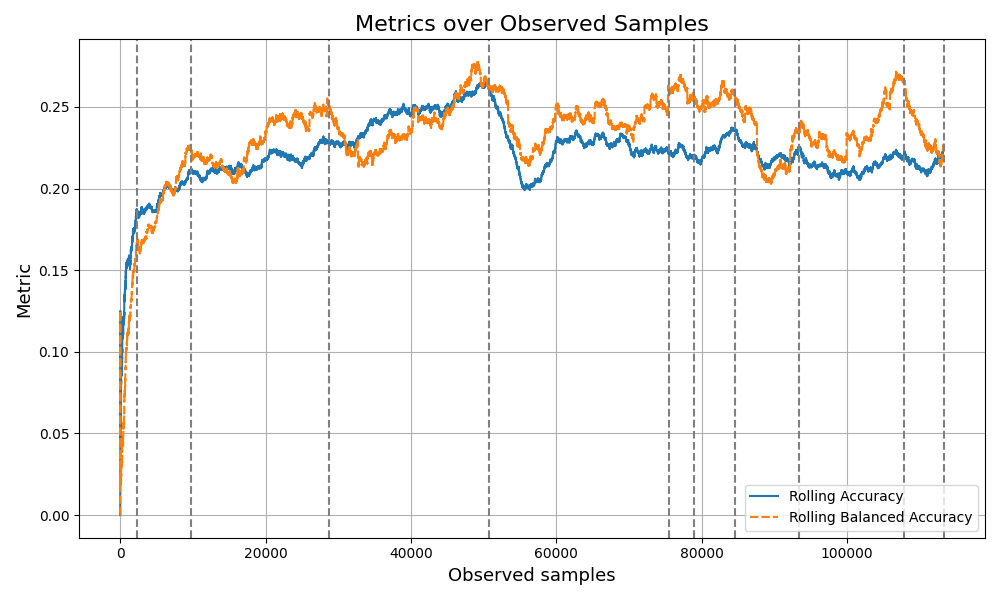 Metrics over Observed Samples
Metric
0.25
0.20
0.15
0.10
0.05
0.00
0
20000
40000
60000
80000
100000
Observed samples
Rolling Accuracy
Rolling Balanced Accuracy